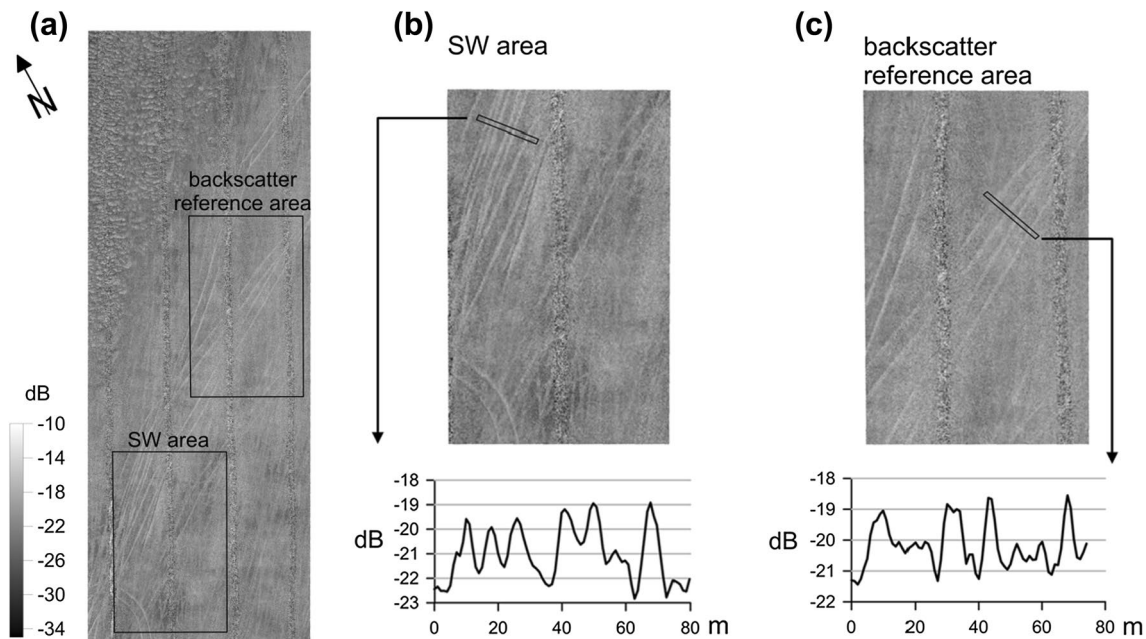 (a)
N
backscatter
reference area
SW area
dB
-10
-14
-18
-22
-26
-30
-34
(b)
SW area
dB
-18
-19
-20
-21
-22
-23
0 20 40 60 80 m
(c)
backscatter
reference area
dB
-18
-19
-20
-21
-22
0 20 40 60 80 m